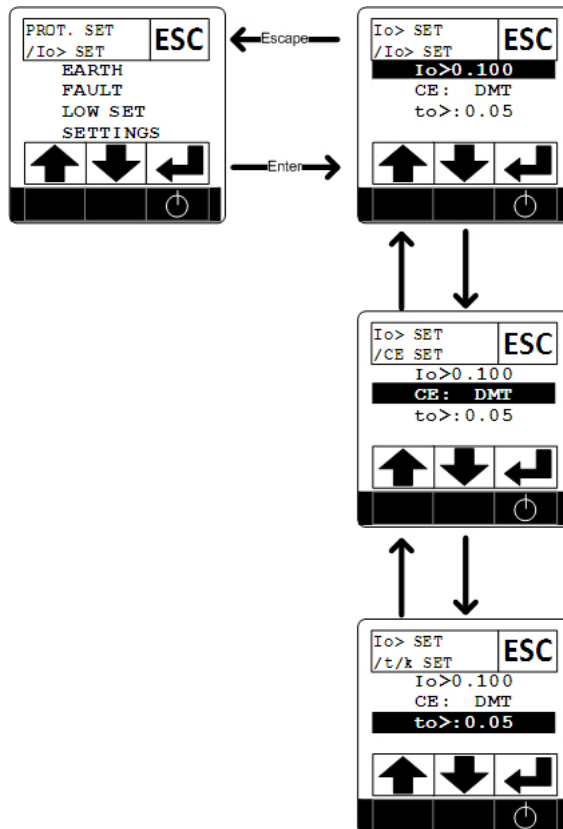 PROT. SET
/Io> SET
ESC
EARTH
FAULT
LOW SET
SETTINGS
Escape
Enter
Io> SET
/Io> SET
ESC
Io>0.100
CE: DMT
to>:0.05
Io> SET
/CE SET
ESC
Io>0.100
CE: DMT
to>:0.05
Io> SET
/t/k SET
ESC
Io>0.100
CE: DMT
to>:0.05